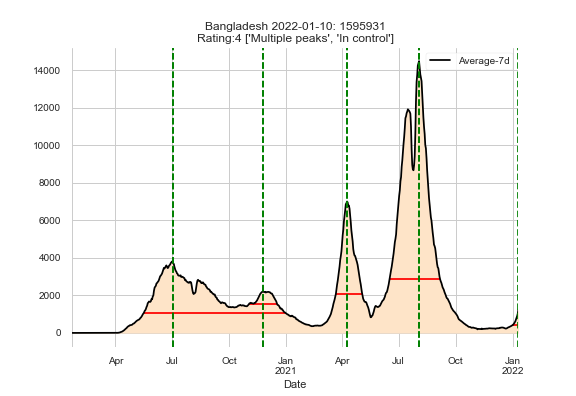 Bangladesh 2022-01-10: 1595931
Rating:4 ['Multiple peaks', 'In control']
Average-7d
14000
12000
10000
8000
6000
4000
2000
0
Apr Jul Oct Jan Apr Jul Oct Jan
2021 2022
Date